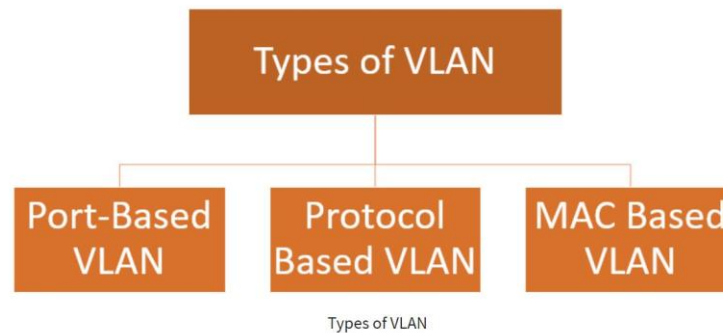 Types of VLAN
Port-Based
VLAN
Protocol
Based VLAN
MAC Based
VLAN
Types of VLAN